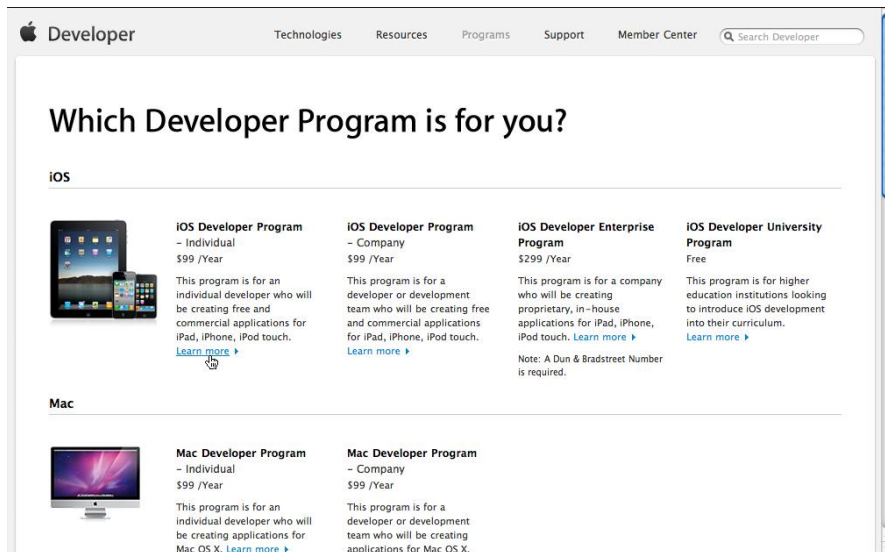 Developer
Technologies
Resources
Programs
Support
Member Center
Search Developer
Which Developer Program is for you?
iOS
iOS Developer Program
– Individual
$99 /Year
This program is for an
individual developer who will
be creating free and
commercial applications for
iPad, iPhone, iPod touch.
Learn more
iOS Developer Program
– Company
$99 /Year
This program is for a
developer or development
team who will be creating free
and commercial applications
for iPad, iPhone, iPod touch.
Learn more
iOS Developer Enterprise
Program
$299 /Year
This program is for a company
who will be creating
proprietary, in-house
applications for iPad, iPhone,
iPod touch. Learn more
Note: A Dun & Bradstreet Number
is required.
iOS Developer University
Program
Free
This program is for higher
education institutions looking
to introduce iOS development
into their curriculum.
Learn more
Mac
Mac Developer Program
– Individual
$99 /Year
This program is for an
individual developer who will
be creating applications for
Mac OS X. Learn more
Mac Developer Program
– Company
$99 /Year
This program is for a
developer or development
team who will be creating
applications for Mac OS X.